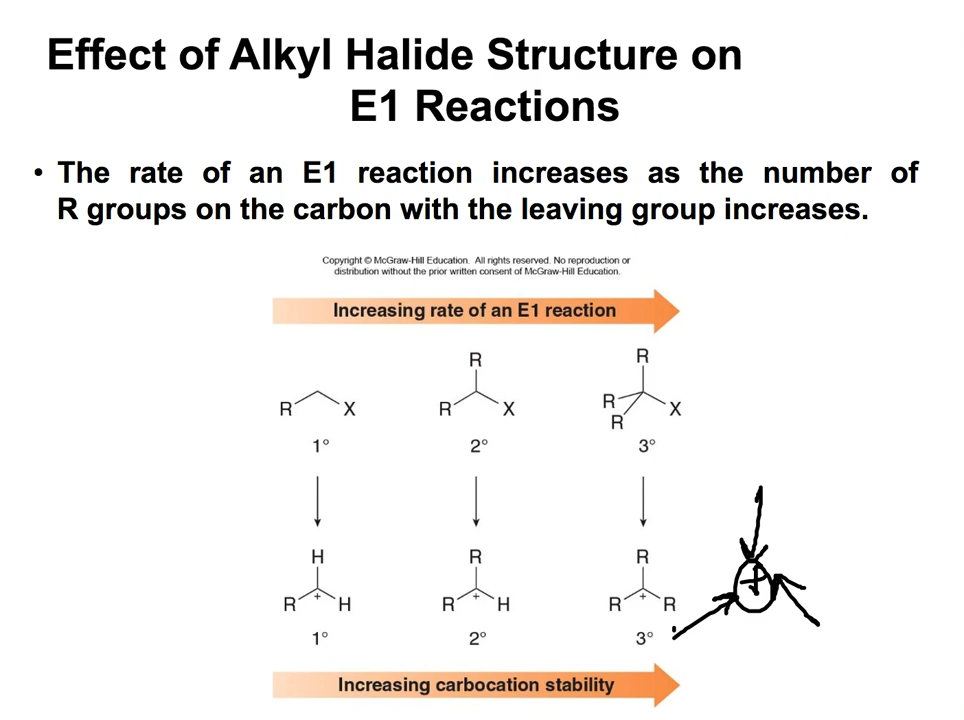 Effect of Alkyl Halide Structure on
E1 Reactions
• The rate of an E1 reaction increases as the number of
R groups on the carbon with the leaving group increases.
Copyright © McGraw-Hill Education. All rights reserved. No reproduction or
distribution without the prior written consent of McGraw-Hill Education.
Increasing rate of an E1 reaction
R R
R X R X R R X
1° 2° 3°
H R R
R + H R + H R + R
+
1° 2° 3°
Increasing carbocation stability